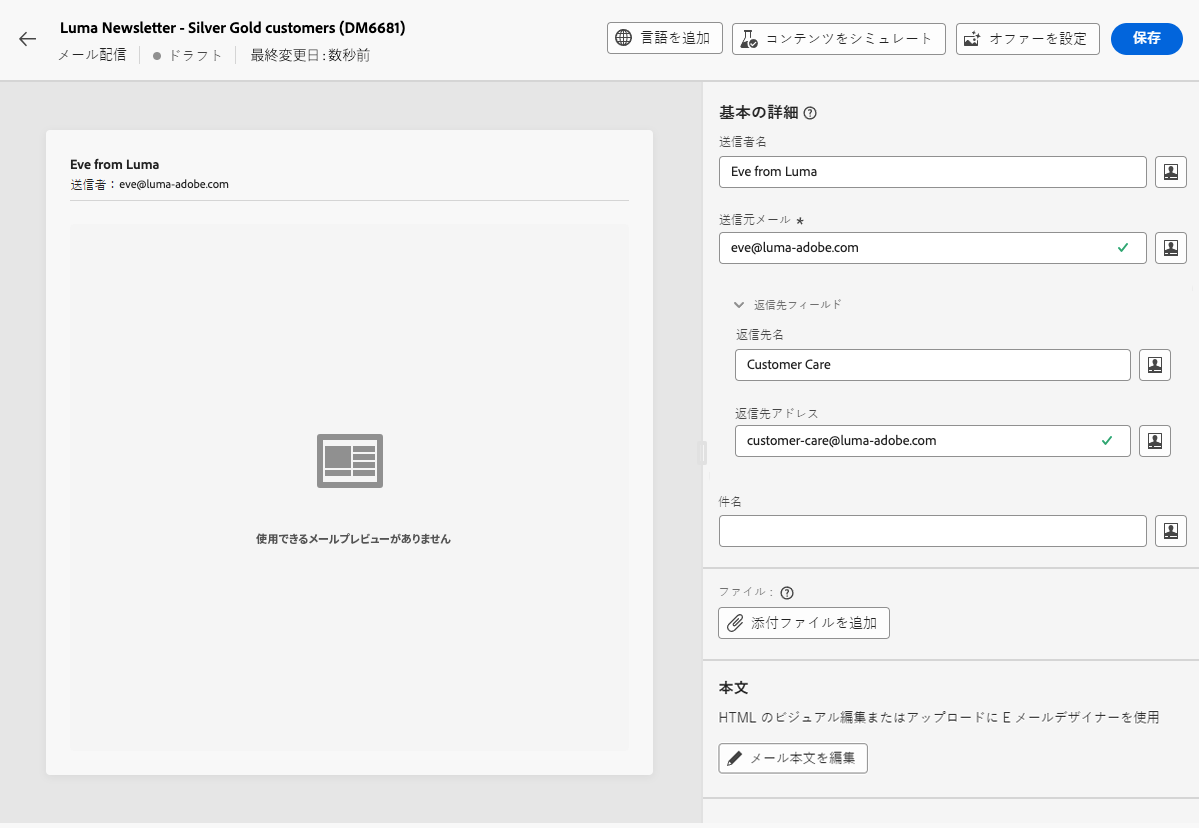 Luma Newsletter - Silver Gold customers (DM6681)
メール配信 ドラフト 最終変更日:数秒前
言語を追加
コンテンツをシミュレート
オファーを設定
保存
Eve from Luma
送信者：eve@luma-adobe.com
使用できるメールプレビューがありません
基本の詳細
送信者名
Eve from Luma
送信元メール *
eve@luma-adobe.com
返信先フィールド
返信先名
Customer Care
返信先アドレス
customer-care@luma-adobe.com
件名
ファイル：
添付ファイルを追加
本文
HTML のビジュアル編集またはアップロードに E メールデザイナーを使用
メール本文を編集